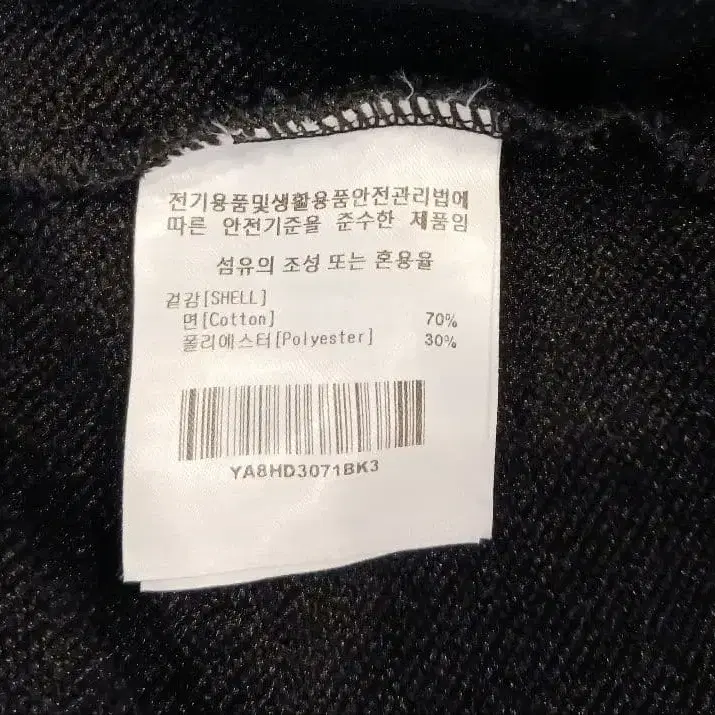 전기용품및생활용품안전관리법에
따른 안전기준을 준수한 제품임
섬유의 조성 또는 혼용율
겉감[SHELL]
면[Cotton] 70%
폴리에스터[Polyester] 30%
YA8HD3071BK3